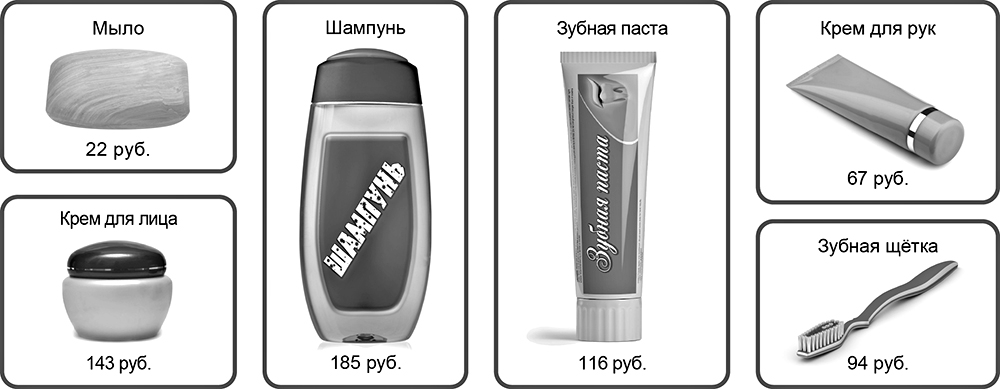 Мыло
22 руб.
Крем для лица
143 руб.
Шампунь
ШАМПУНЬ
185 руб.
Зубная паста
Зубная паста
116 руб.
Крем для рук
67 руб.
Зубная щётка
94 руб.